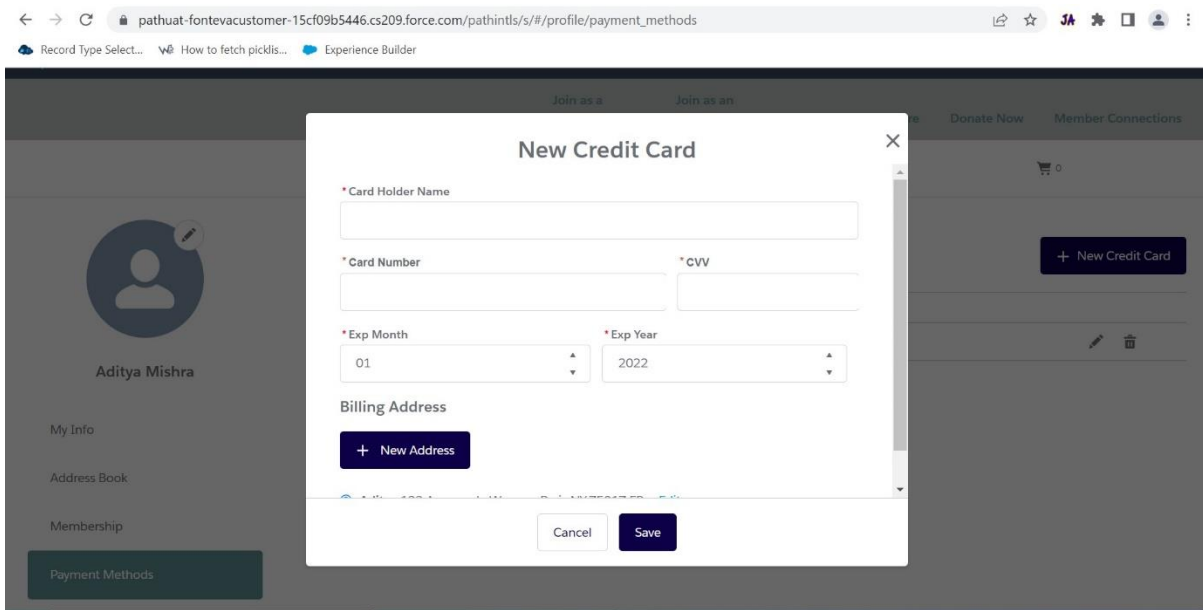 pathuat-fontevacustomer-15cf09b5446.cs209.force.com/pathintls/s/#/profile/payment_methods
JA
Record Type Select... How to fetch picklis... Experience Builder
Join as a Join as an
Donate Now Member Connections
New Credit Card
0
* Card Holder Name
* Card Number * CVV
+ New Credit Card
* Exp Month * Exp Year
01 2022
Aditya Mishra
Billing Address
My Info
+ New Address
Address Book
Membership
Cancel Save
Payment Methods